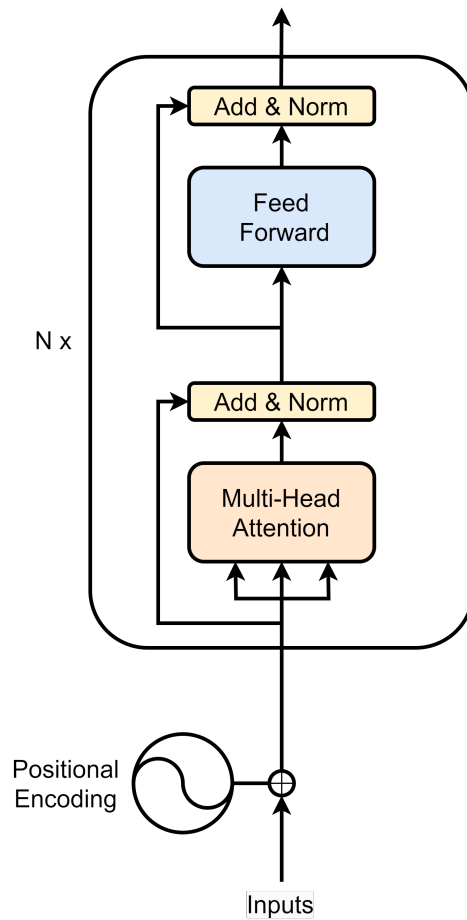 Add & Norm
Feed
Forward
N x
Add & Norm
Multi-Head
Attention
Positional
Encoding
Inputs